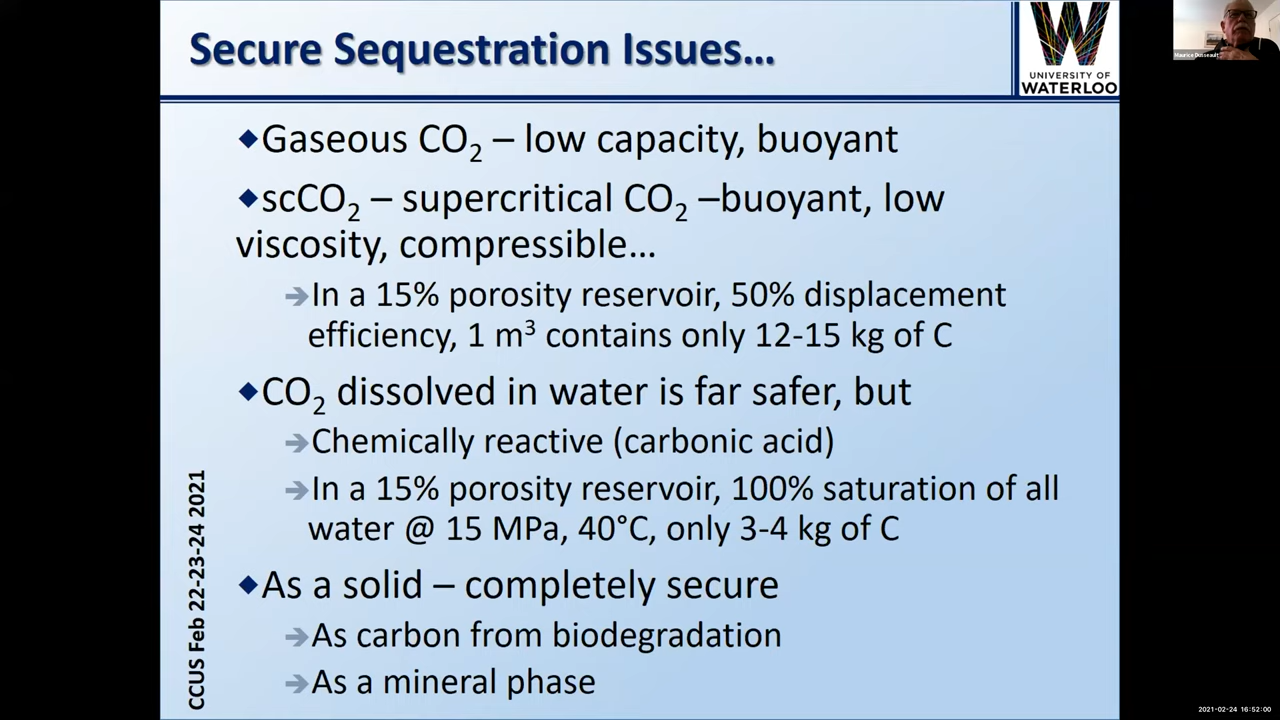 Secure Sequestration Issues…
UNIVERSITY OF
WATERLOO
Maurice Dusseault
◆Gaseous CO₂ – low capacity, buoyant
◆scCO₂ – supercritical CO₂ –buoyant, low
viscosity, compressible…
➔In a 15% porosity reservoir, 50% displacement
efficiency, 1 m³ contains only 12-15 kg of C
◆CO₂ dissolved in water is far safer, but
➔Chemically reactive (carbonic acid)
➔In a 15% porosity reservoir, 100% saturation of all
water @ 15 MPa, 40°C, only 3-4 kg of C
◆As a solid – completely secure
➔As carbon from biodegradation
➔As a mineral phase
CCUS Feb 22-23-24 2021
2021-02-24 16:52:00